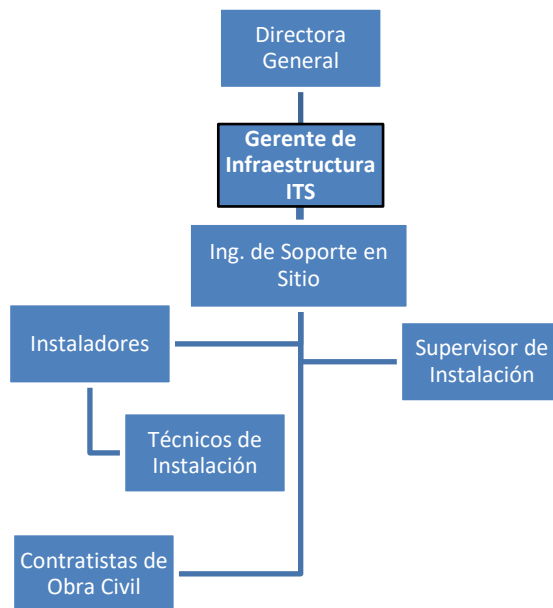 Directora
General
Gerente de
Infraestructura
ITS
Ing. de Soporte en
Sitio
Instaladores
Supervisor de
Instalación
Técnicos de
Instalación
Contratistas de
Obra Civil